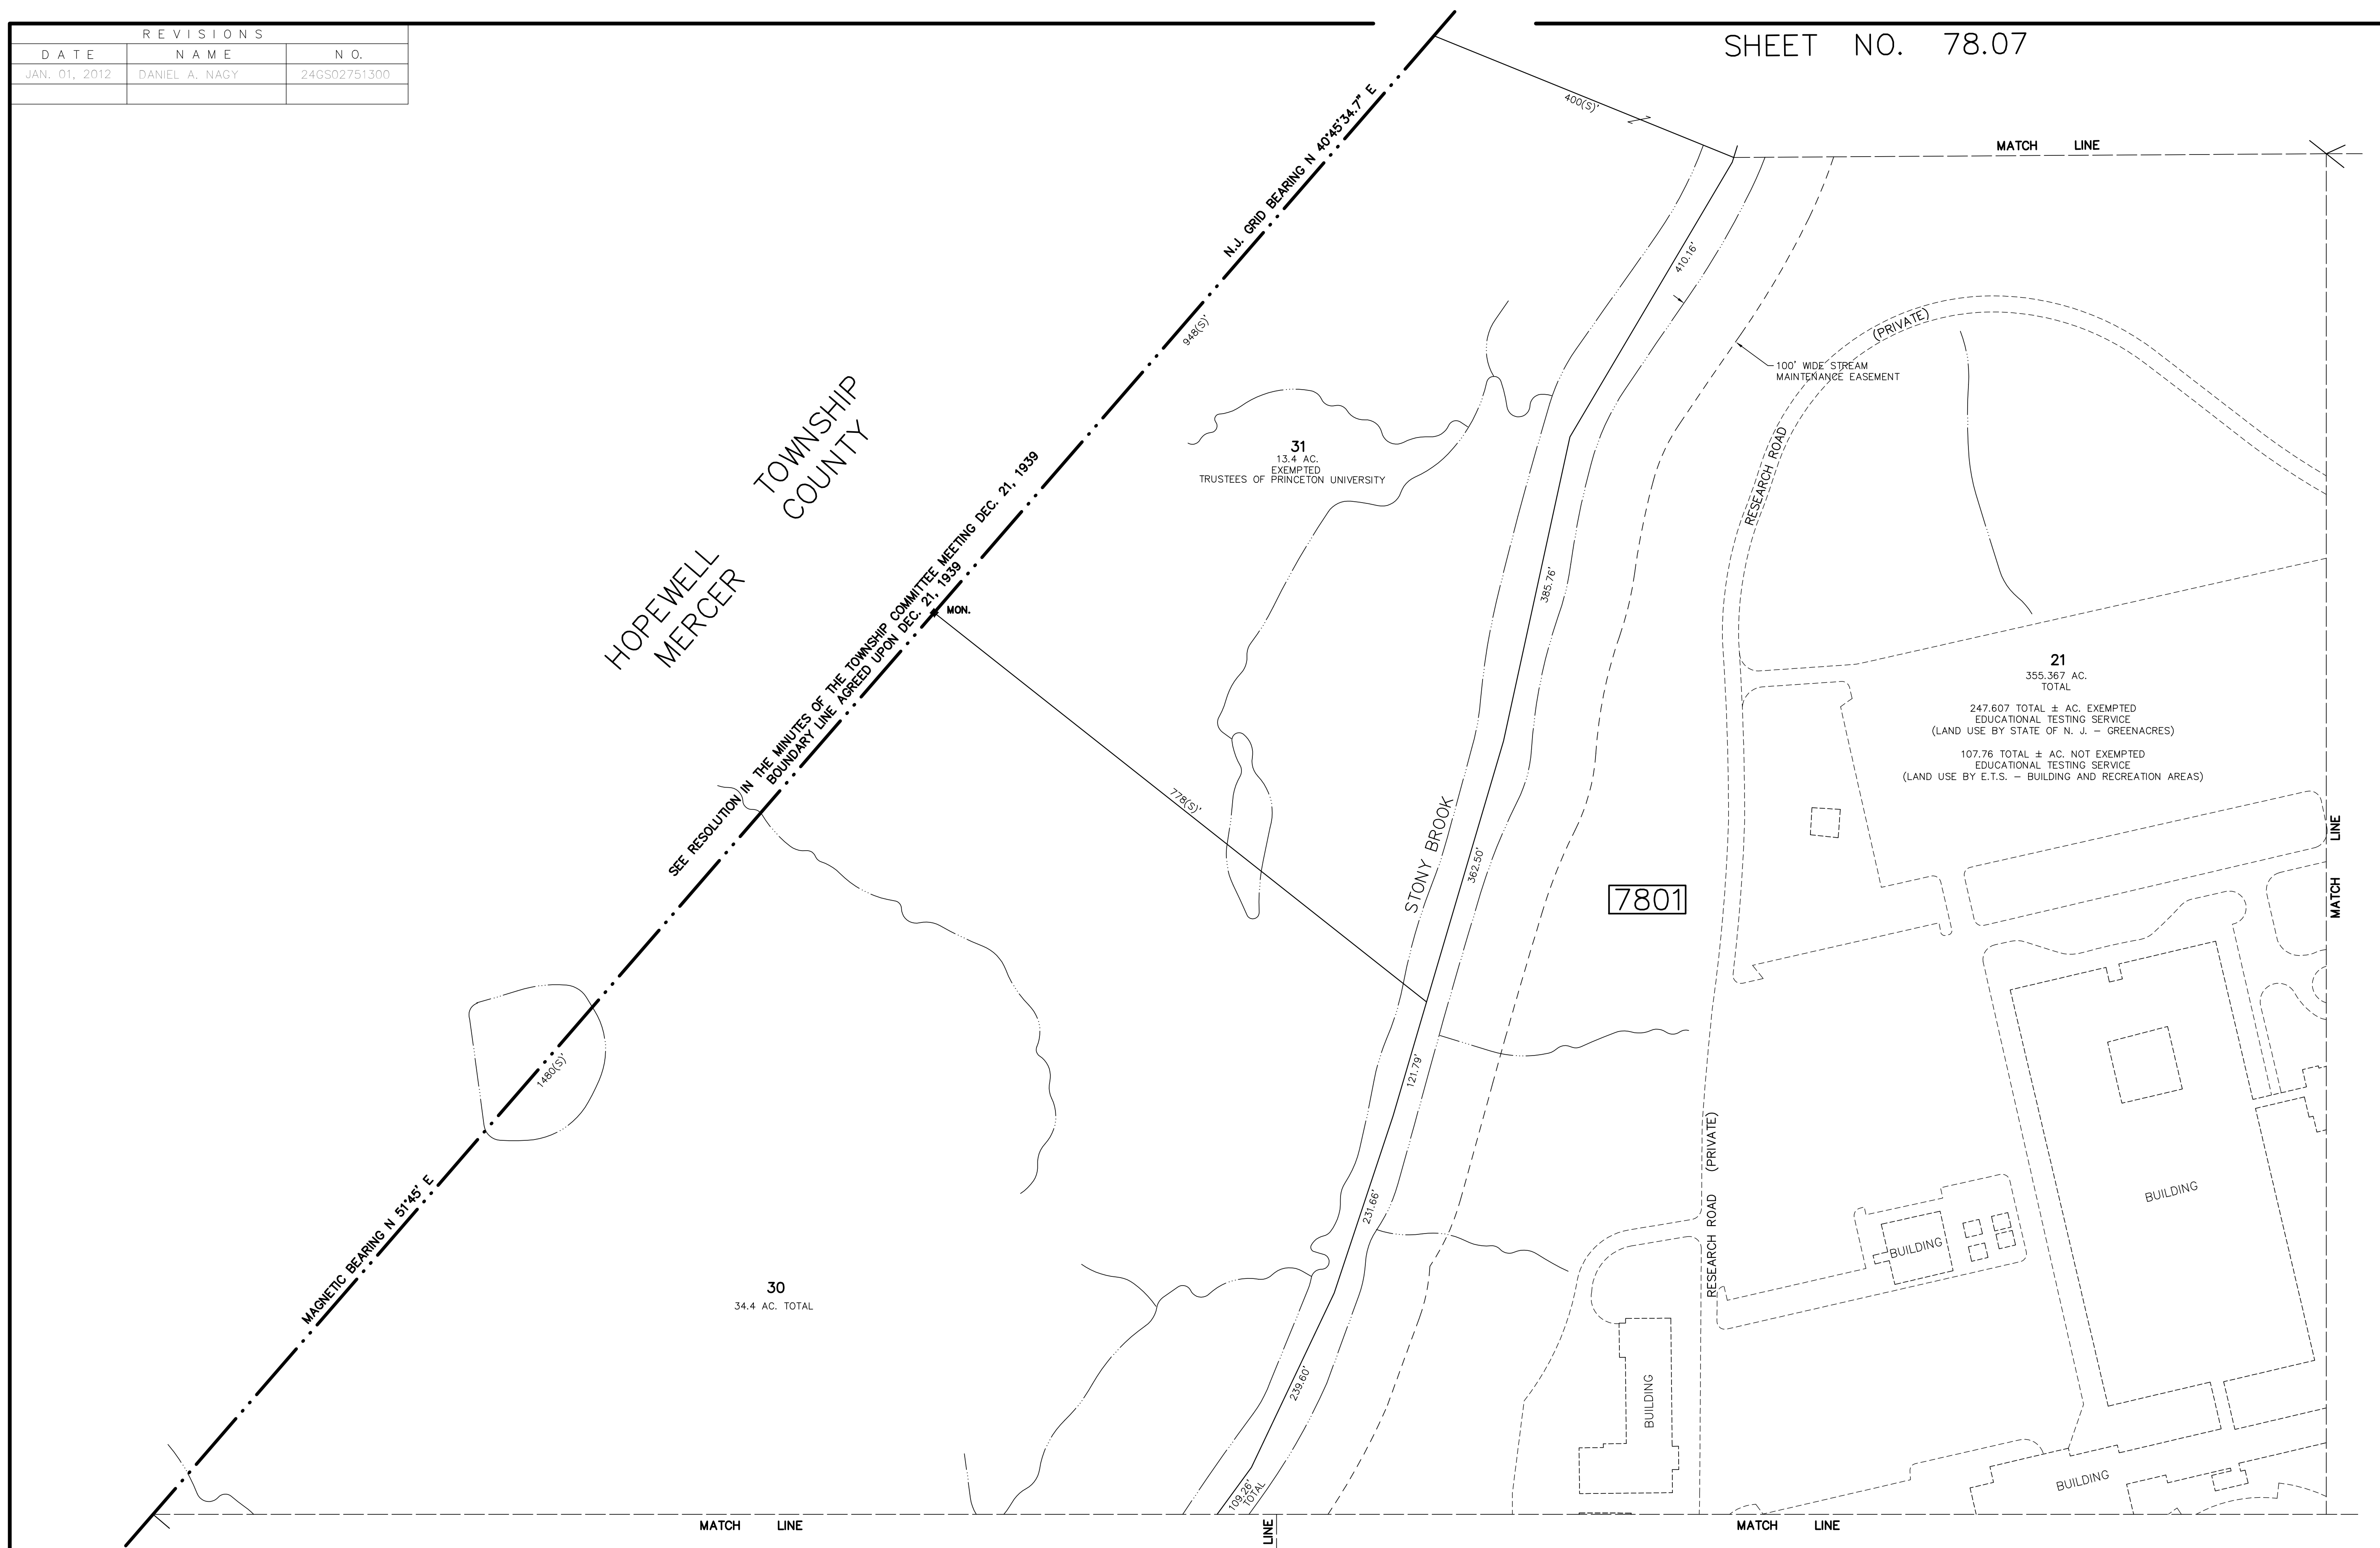 REVISIONS
DATE NAME NO.
JAN. 01, 2012 DANIEL A. NAGY 24GS02751300
SHEET NO. 78.07
400(S)'
MATCH LINE
N.J. GRID BEARING N 40°45'34.7" E
948(S)'
410.16'
(PRIVATE)
100' WIDE STREAM
MAINTENANCE EASEMENT
RESEARCH ROAD
TOWNSHIP
COUNTY
HOPEWELL
MERCER
31
13.4 AC.
EXEMPTED
TRUSTEES OF PRINCETON UNIVERSITY
SEE RESOLUTION IN THE MINUTES OF THE TOWNSHIP COMMITTEE MEETING DEC. 21, 1939
BOUNDARY LINE AGREED UPON DEC. 21, 1939
MON.
385.76'
21
355.367 AC.
TOTAL
247.607 TOTAL ± AC. EXEMPTED
EDUCATIONAL TESTING SERVICE
(LAND USE BY STATE OF N. J. – GREENACRES)
107.76 TOTAL ± AC. NOT EXEMPTED
EDUCATIONAL TESTING SERVICE
(LAND USE BY E.T.S. – BUILDING AND RECREATION AREAS)
778(S)'
STONY BROOK
362.50'
7801
MATCH LINE
1480(S)'
121.79'
RESEARCH ROAD (PRIVATE)
MAGNETIC BEARING N 51°45' E
231.66'
BUILDING
BUILDING
30
34.4 AC. TOTAL
239.60'
BUILDING
109.26'
TOTAL
BUILDING
MATCH LINE
LINE
MATCH LINE